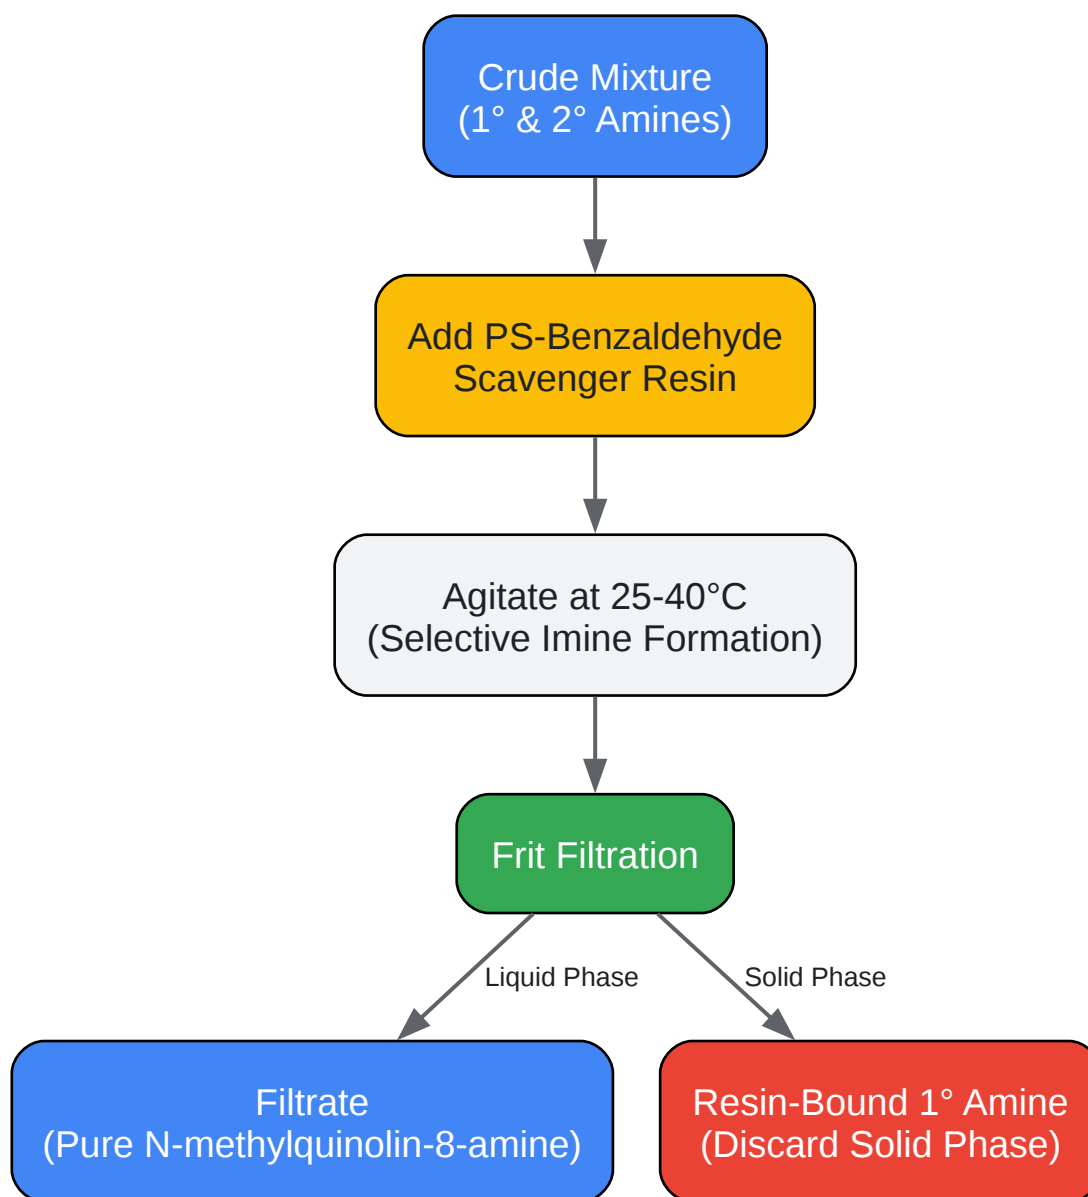 Crude Mixture
(1° & 2° Amines)
Add PS-Benzaldehyde
Scavenger Resin
Agitate at 25-40°C
(Selective Imine Formation)
Frit Filtration
Liquid Phase
Solid Phase
Filtrate
(Pure N-methylquinolin-8-amine)
Resin-Bound 1° Amine
(Discard Solid Phase)